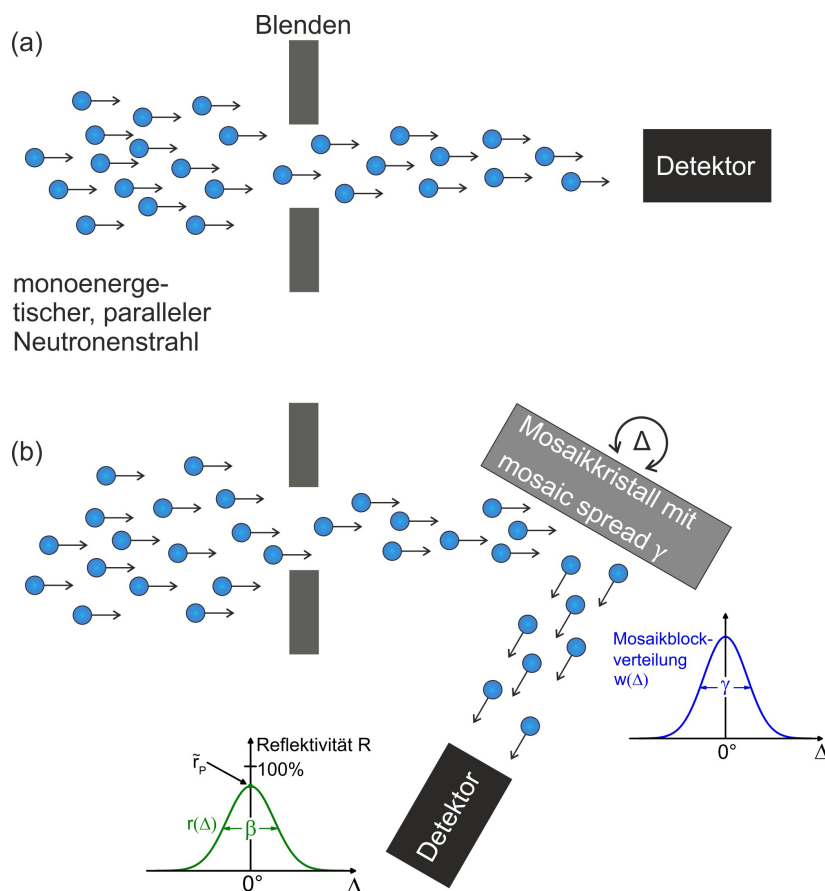 (a)
Blenden
Detektor
monoenerge-
tischer, paralleler
Neutronenstrahl
(b)
Δ
Mosaikkristall mit
mosaic spread γ
Mosaikblock-
verteilung
w(Δ)
γ
0°
Δ
Reflektivität R
100%
r̃P
r(Δ)
β
0°
Δ
Detektor